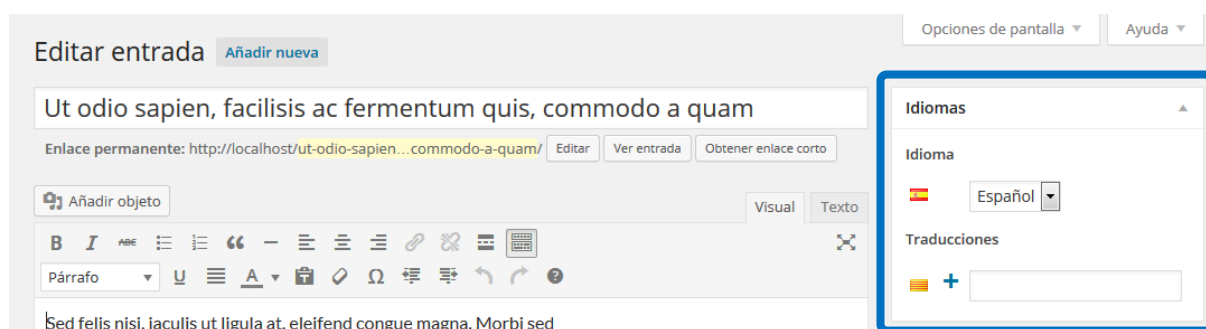 Opciones de pantalla
Ayuda
Editar entrada Añadir nueva
Ut odio sapien, facilisis ac fermentum quis, commodo a quam
Enlace permanente: http://localhost/ut-odio-sapien…commodo-a-quam/ Editar Ver entrada Obtener enlace corto
Añadir objeto
Visual Texto
B I ABC
Párrafo U A T Ω ?
Sed felis nisi, iaculis ut ligula at, eleifend congue magna. Morbi sed
Idiomas
Idioma
Español
Traducciones
+